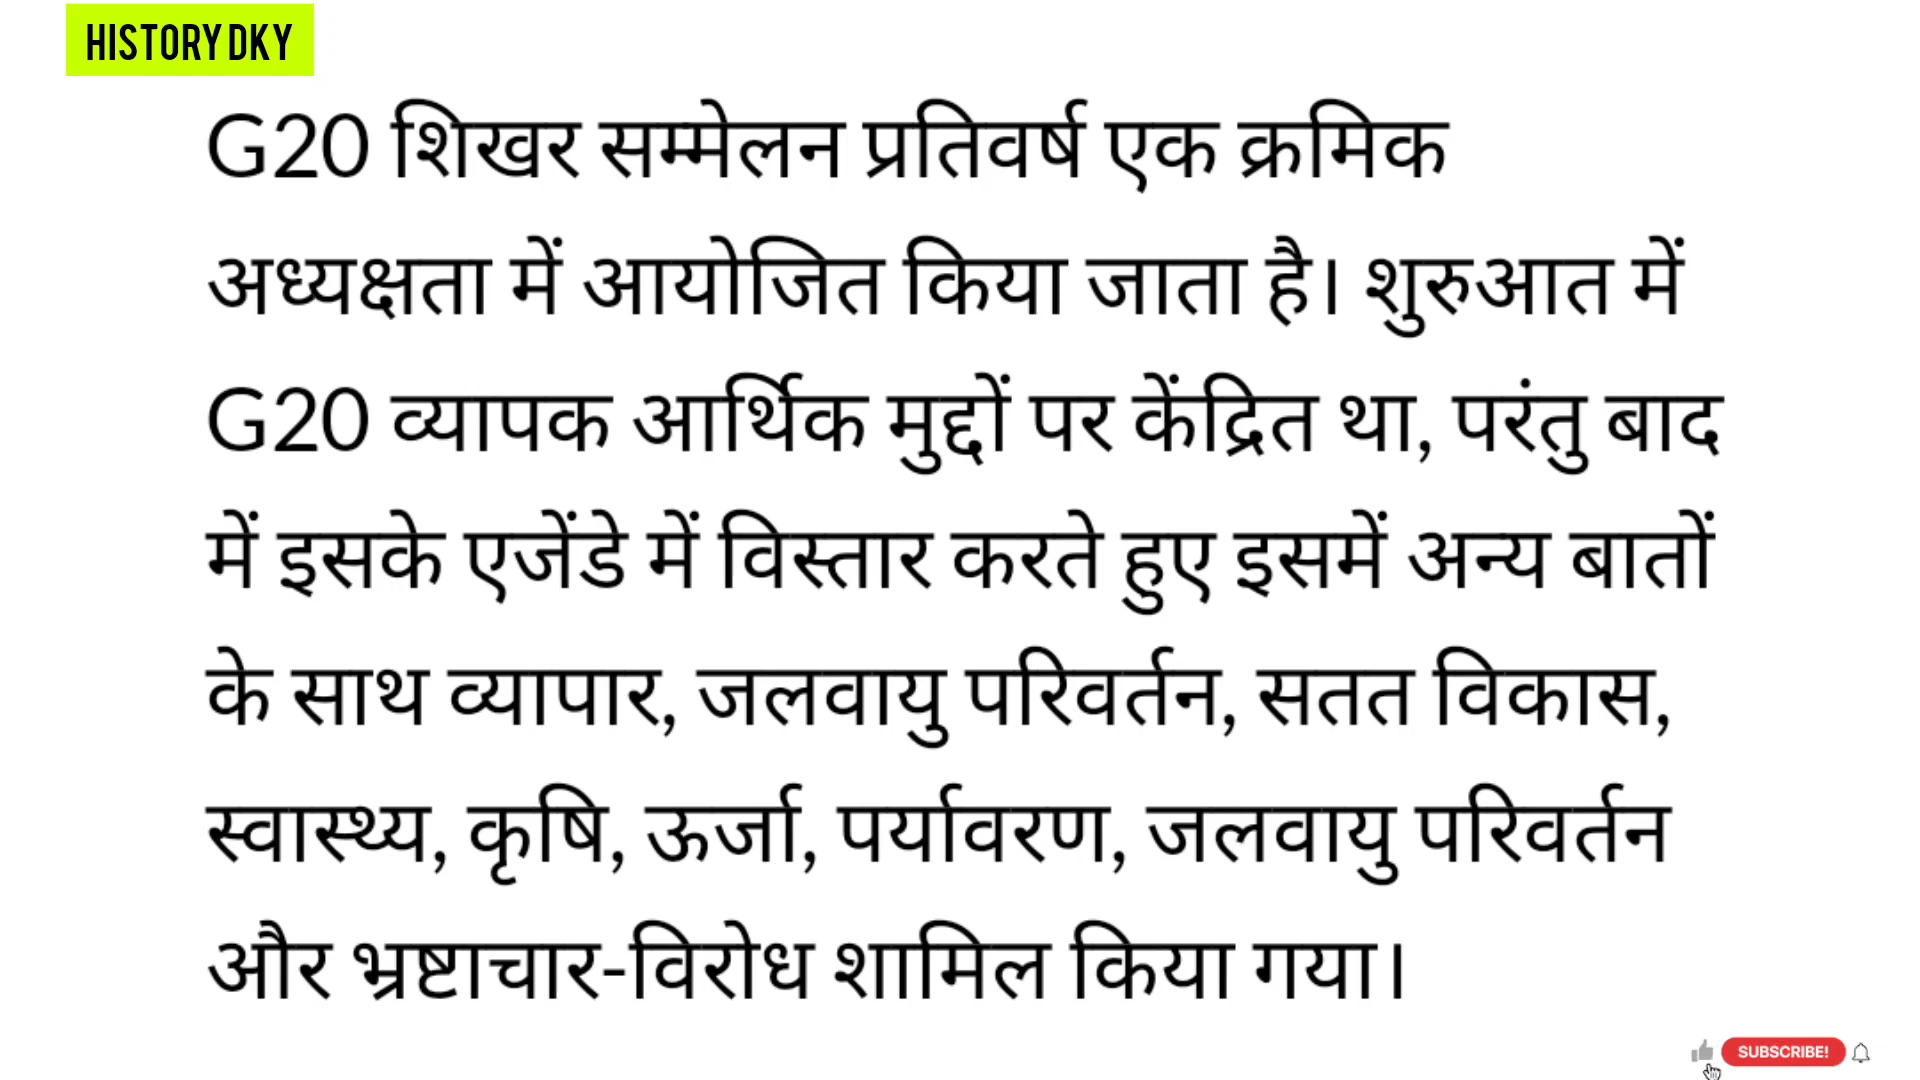 HISTORY DKY
G20 शिखर सम्मेलन प्रतिवर्ष एक क्रमिक
अध्यक्षता में आयोजित किया जाता है। शुरुआत में
G20 व्यापक आर्थिक मुद्दों पर केंद्रित था, परंतु बाद
में इसके एजेंडे में विस्तार करते हुए इसमें अन्य बातों
के साथ व्यापार, जलवायु परिवर्तन, सतत विकास,
स्वास्थ्य, कृषि, ऊर्जा, पर्यावरण, जलवायु परिवर्तन
और भ्रष्टाचार-विरोध शामिल किया गया।
SUBSCRIBE!